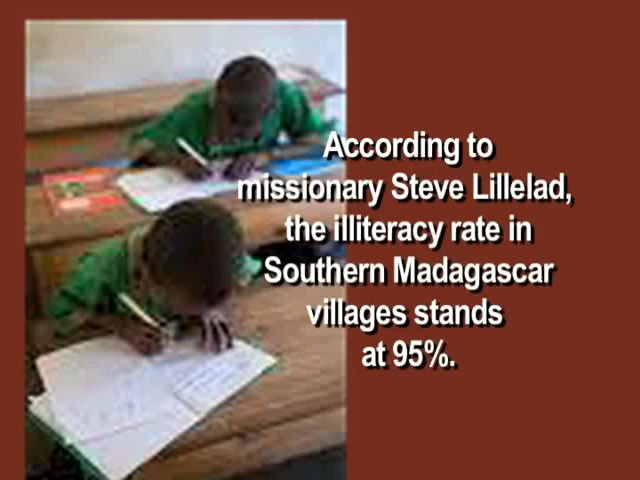 According to
missionary Steve Lillelad,
the illiteracy rate in
Southern Madagascar
villages stands
at 95%.